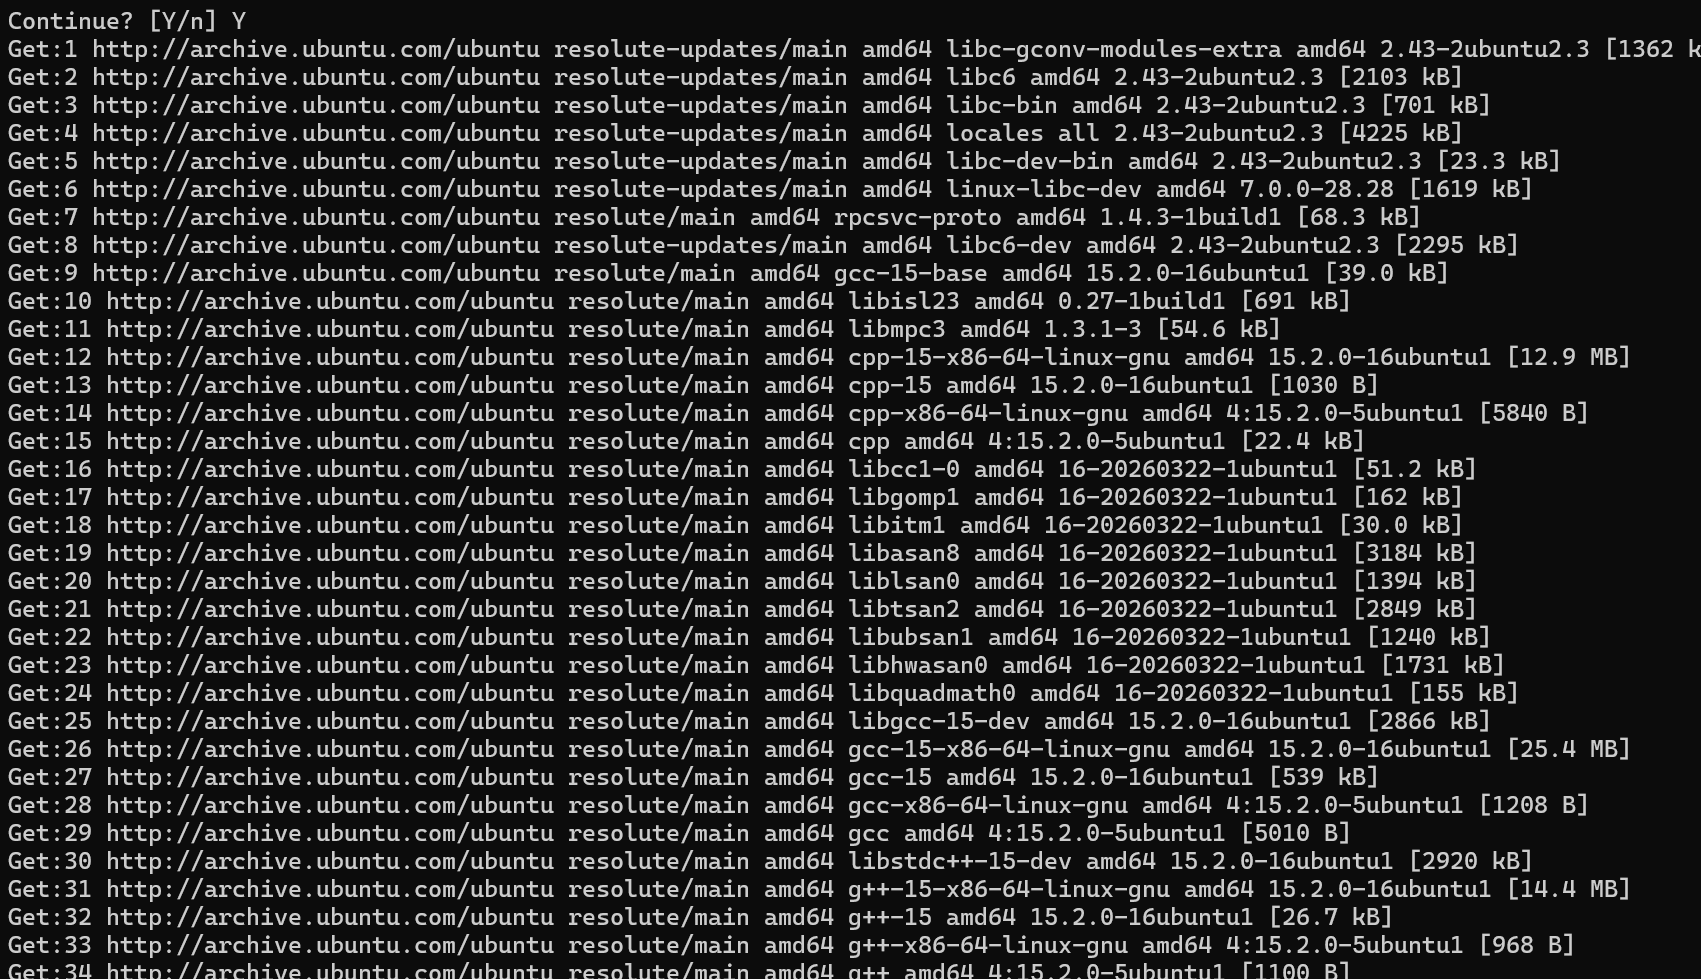 Continue? [Y/n] Y
Get:1 http://archive.ubuntu.com/ubuntu resolute-updates/main amd64 libc-gconv-modules-extra amd64 2.43-2ubuntu2.3 [1362 k
Get:2 http://archive.ubuntu.com/ubuntu resolute-updates/main amd64 libc6 amd64 2.43-2ubuntu2.3 [2103 kB]
Get:3 http://archive.ubuntu.com/ubuntu resolute-updates/main amd64 libc-bin amd64 2.43-2ubuntu2.3 [701 kB]
Get:4 http://archive.ubuntu.com/ubuntu resolute-updates/main amd64 locales all 2.43-2ubuntu2.3 [4225 kB]
Get:5 http://archive.ubuntu.com/ubuntu resolute-updates/main amd64 libc-dev-bin amd64 2.43-2ubuntu2.3 [23.3 kB]
Get:6 http://archive.ubuntu.com/ubuntu resolute-updates/main amd64 linux-libc-dev amd64 7.0.0-28.28 [1619 kB]
Get:7 http://archive.ubuntu.com/ubuntu resolute/main amd64 rpcsvc-proto amd64 1.4.3-1build1 [68.3 kB]
Get:8 http://archive.ubuntu.com/ubuntu resolute-updates/main amd64 libc6-dev amd64 2.43-2ubuntu2.3 [2295 kB]
Get:9 http://archive.ubuntu.com/ubuntu resolute/main amd64 gcc-15-base amd64 15.2.0-16ubuntu1 [39.0 kB]
Get:10 http://archive.ubuntu.com/ubuntu resolute/main amd64 libisl23 amd64 0.27-1build1 [691 kB]
Get:11 http://archive.ubuntu.com/ubuntu resolute/main amd64 libmpc3 amd64 1.3.1-3 [54.6 kB]
Get:12 http://archive.ubuntu.com/ubuntu resolute/main amd64 cpp-15-x86-64-linux-gnu amd64 15.2.0-16ubuntu1 [12.9 MB]
Get:13 http://archive.ubuntu.com/ubuntu resolute/main amd64 cpp-15 amd64 15.2.0-16ubuntu1 [1030 B]
Get:14 http://archive.ubuntu.com/ubuntu resolute/main amd64 cpp-x86-64-linux-gnu amd64 4:15.2.0-5ubuntu1 [5840 B]
Get:15 http://archive.ubuntu.com/ubuntu resolute/main amd64 cpp amd64 4:15.2.0-5ubuntu1 [22.4 kB]
Get:16 http://archive.ubuntu.com/ubuntu resolute/main amd64 libcc1-0 amd64 16-20260322-1ubuntu1 [51.2 kB]
Get:17 http://archive.ubuntu.com/ubuntu resolute/main amd64 libgomp1 amd64 16-20260322-1ubuntu1 [162 kB]
Get:18 http://archive.ubuntu.com/ubuntu resolute/main amd64 libitm1 amd64 16-20260322-1ubuntu1 [30.0 kB]
Get:19 http://archive.ubuntu.com/ubuntu resolute/main amd64 libasan8 amd64 16-20260322-1ubuntu1 [3184 kB]
Get:20 http://archive.ubuntu.com/ubuntu resolute/main amd64 liblsan0 amd64 16-20260322-1ubuntu1 [1394 kB]
Get:21 http://archive.ubuntu.com/ubuntu resolute/main amd64 libtsan2 amd64 16-20260322-1ubuntu1 [2849 kB]
Get:22 http://archive.ubuntu.com/ubuntu resolute/main amd64 libubsan1 amd64 16-20260322-1ubuntu1 [1240 kB]
Get:23 http://archive.ubuntu.com/ubuntu resolute/main amd64 libhwasan0 amd64 16-20260322-1ubuntu1 [1731 kB]
Get:24 http://archive.ubuntu.com/ubuntu resolute/main amd64 libquadmath0 amd64 16-20260322-1ubuntu1 [155 kB]
Get:25 http://archive.ubuntu.com/ubuntu resolute/main amd64 libgcc-15-dev amd64 15.2.0-16ubuntu1 [2866 kB]
Get:26 http://archive.ubuntu.com/ubuntu resolute/main amd64 gcc-15-x86-64-linux-gnu amd64 15.2.0-16ubuntu1 [25.4 MB]
Get:27 http://archive.ubuntu.com/ubuntu resolute/main amd64 gcc-15 amd64 15.2.0-16ubuntu1 [539 kB]
Get:28 http://archive.ubuntu.com/ubuntu resolute/main amd64 gcc-x86-64-linux-gnu amd64 4:15.2.0-5ubuntu1 [1208 B]
Get:29 http://archive.ubuntu.com/ubuntu resolute/main amd64 gcc amd64 4:15.2.0-5ubuntu1 [5010 B]
Get:30 http://archive.ubuntu.com/ubuntu resolute/main amd64 libstdc++-15-dev amd64 15.2.0-16ubuntu1 [2920 kB]
Get:31 http://archive.ubuntu.com/ubuntu resolute/main amd64 g++-15-x86-64-linux-gnu amd64 15.2.0-16ubuntu1 [14.4 MB]
Get:32 http://archive.ubuntu.com/ubuntu resolute/main amd64 g++-15 amd64 15.2.0-16ubuntu1 [26.7 kB]
Get:33 http://archive.ubuntu.com/ubuntu resolute/main amd64 g++-x86-64-linux-gnu amd64 4:15.2.0-5ubuntu1 [968 B]
Get:34 http://archive.ubuntu.com/ubuntu resolute/main amd64 g++ amd64 4:15.2.0-5ubuntu1 [1100 B]